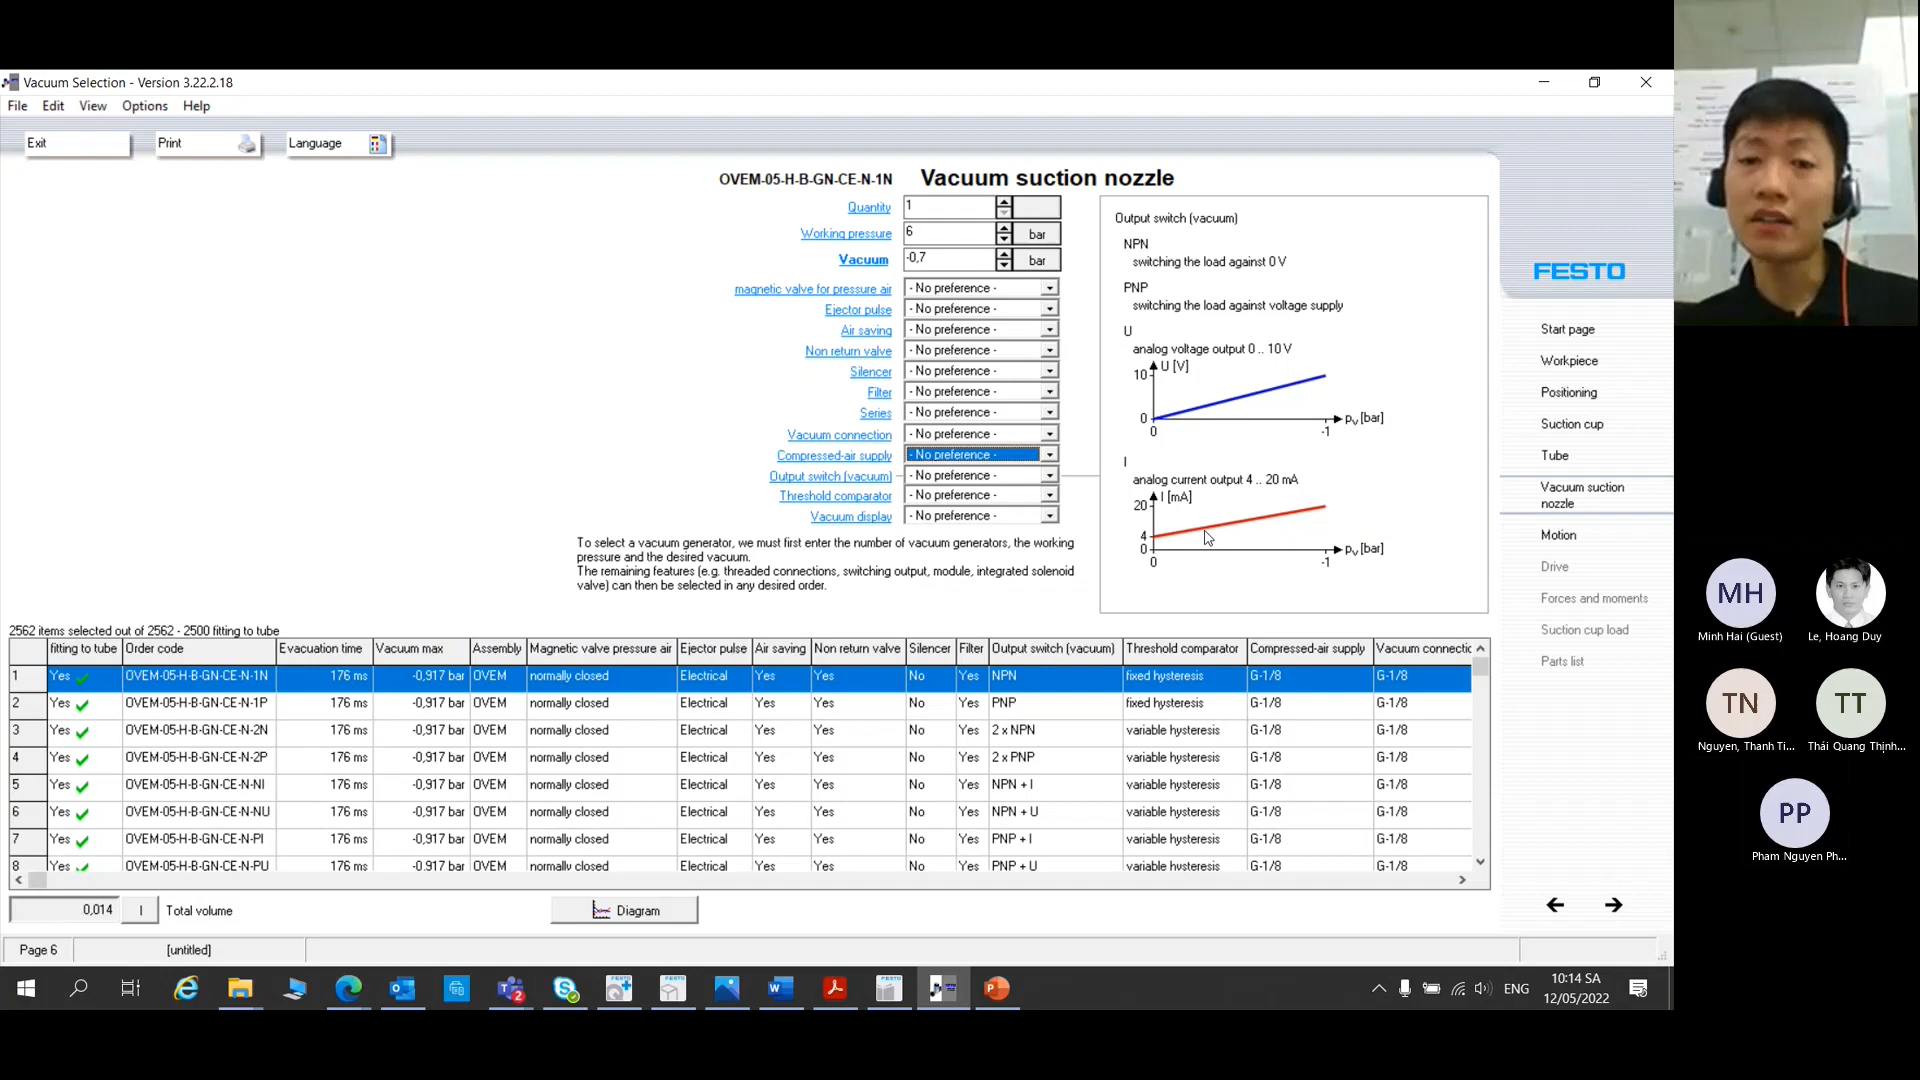 Vacuum Selection - Version 3.22.2.18
File Edit View Options Help
Exit Print Language
OVEM-05-H-B-GN-CE-N-1N Vacuum suction nozzle
Quantity 1
Working pressure 6 bar
Vacuum -0,7 bar
magnetic valve for pressure air - No preference -
Ejector pulse - No preference -
Air saving - No preference -
Non return valve - No preference -
Silencer - No preference -
Filter - No preference -
Series - No preference -
Vacuum connection - No preference -
Compressed-air supply - No preference -
Output switch (vacuum) - No preference -
Threshold comparator - No preference -
Vacuum display - No preference -
To select a vacuum generator, we must first enter the number of vacuum generators, the working
pressure and the desired vacuum.
The remaining features (e.g. threaded connections, switching output, module, integrated solenoid
valve) can then be selected in any desired order.
Output switch (vacuum)
NPN
switching the load against 0 V
PNP
switching the load against voltage supply
U
analog voltage output 0 .. 10 V
U [V]
10
0
pv [bar]
0 -1
I
analog current output 4 .. 20 mA
I [mA]
20
4
0
pv [bar]
0 -1
FESTO
Start page
Workpiece
Positioning
Suction cup
Tube
Vacuum suction
nozzle
Motion
Drive
Forces and moments
Suction cup load
Parts list
2562 items selected out of 2562 - 2500 fitting to tube
fitting to tube Order code Evacuation time Vacuum max Assembly Magnetic valve pressure air Ejector pulse Air saving Non return valve Silencer Filter Output switch (vacuum) Threshold comparator Compressed-air supply Vacuum connectic
1 Yes OVEM-05-H-B-GN-CE-N-1N 176 ms -0,917 bar OVEM normally closed Electrical Yes Yes No Yes NPN fixed hysteresis G-1/8 G-1/8
2 Yes OVEM-05-H-B-GN-CE-N-1P 176 ms -0,917 bar OVEM normally closed Electrical Yes Yes No Yes PNP fixed hysteresis G-1/8 G-1/8
3 Yes OVEM-05-H-B-GN-CE-N-2N 176 ms -0,917 bar OVEM normally closed Electrical Yes Yes No Yes 2 x NPN variable hysteresis G-1/8 G-1/8
4 Yes OVEM-05-H-B-GN-CE-N-2P 176 ms -0,917 bar OVEM normally closed Electrical Yes Yes No Yes 2 x PNP variable hysteresis G-1/8 G-1/8
5 Yes OVEM-05-H-B-GN-CE-N-NI 176 ms -0,917 bar OVEM normally closed Electrical Yes Yes No Yes NPN + I variable hysteresis G-1/8 G-1/8
6 Yes OVEM-05-H-B-GN-CE-N-NU 176 ms -0,917 bar OVEM normally closed Electrical Yes Yes No Yes NPN + U variable hysteresis G-1/8 G-1/8
7 Yes OVEM-05-H-B-GN-CE-N-PI 176 ms -0,917 bar OVEM normally closed Electrical Yes Yes No Yes PNP + I variable hysteresis G-1/8 G-1/8
8 Yes OVEM-05-H-B-GN-CE-N-PU 176 ms -0.917 bar OVEM normally closed Electrical Yes Yes No Yes PNP + U variable hysteresis G-1/8 G-1/8
0,014 l Total volume Diagram
Page 6 [untitled]
ENG
10:14 SA
12/05/2022
MH
Minh Hai (Guest)
Le, Hoang Duy
TN
Nguyen, Thanh Ti...
TT
Thái Quang Thịnh...
PP
Pham Nguyen Ph...